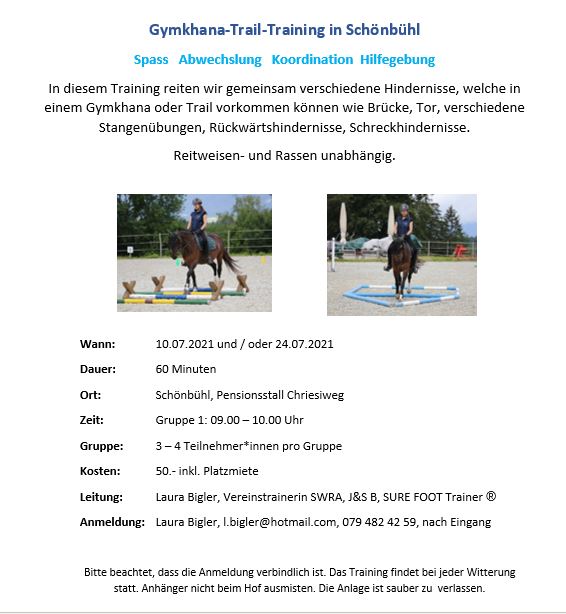 Gymkhana-Trail-Training in Schönbühl
Spass Abwechslung Koordination Hilfegebung
In diesem Training reiten wir gemeinsam verschiedene Hindernisse, welche in
einem Gymkhana oder Trail vorkommen können wie Brücke, Tor, verschiedene
Stangenübungen, Rückwärtshindernisse, Schreckhindernisse.
Reitweisen- und Rassen unabhängig.
Wann: 10.07.2021 und / oder 24.07.2021
Dauer: 60 Minuten
Ort: Schönbühl, Pensionsstall Chriesiweg
Zeit: Gruppe 1: 09.00 – 10.00 Uhr
Gruppe: 3 – 4 Teilnehmer*innen pro Gruppe
Kosten: 50.- inkl. Platzmiete
Leitung: Laura Bigler, Vereinstrainerin SWRA, J&S B, SURE FOOT Trainer ®
Anmeldung: Laura Bigler, l.bigler@hotmail.com, 079 482 42 59, nach Eingang
Bitte beachtet, dass die Anmeldung verbindlich ist. Das Training findet bei jeder Witterung
statt. Anhänger nicht beim Hof ausmisten. Die Anlage ist sauber zu verlassen.